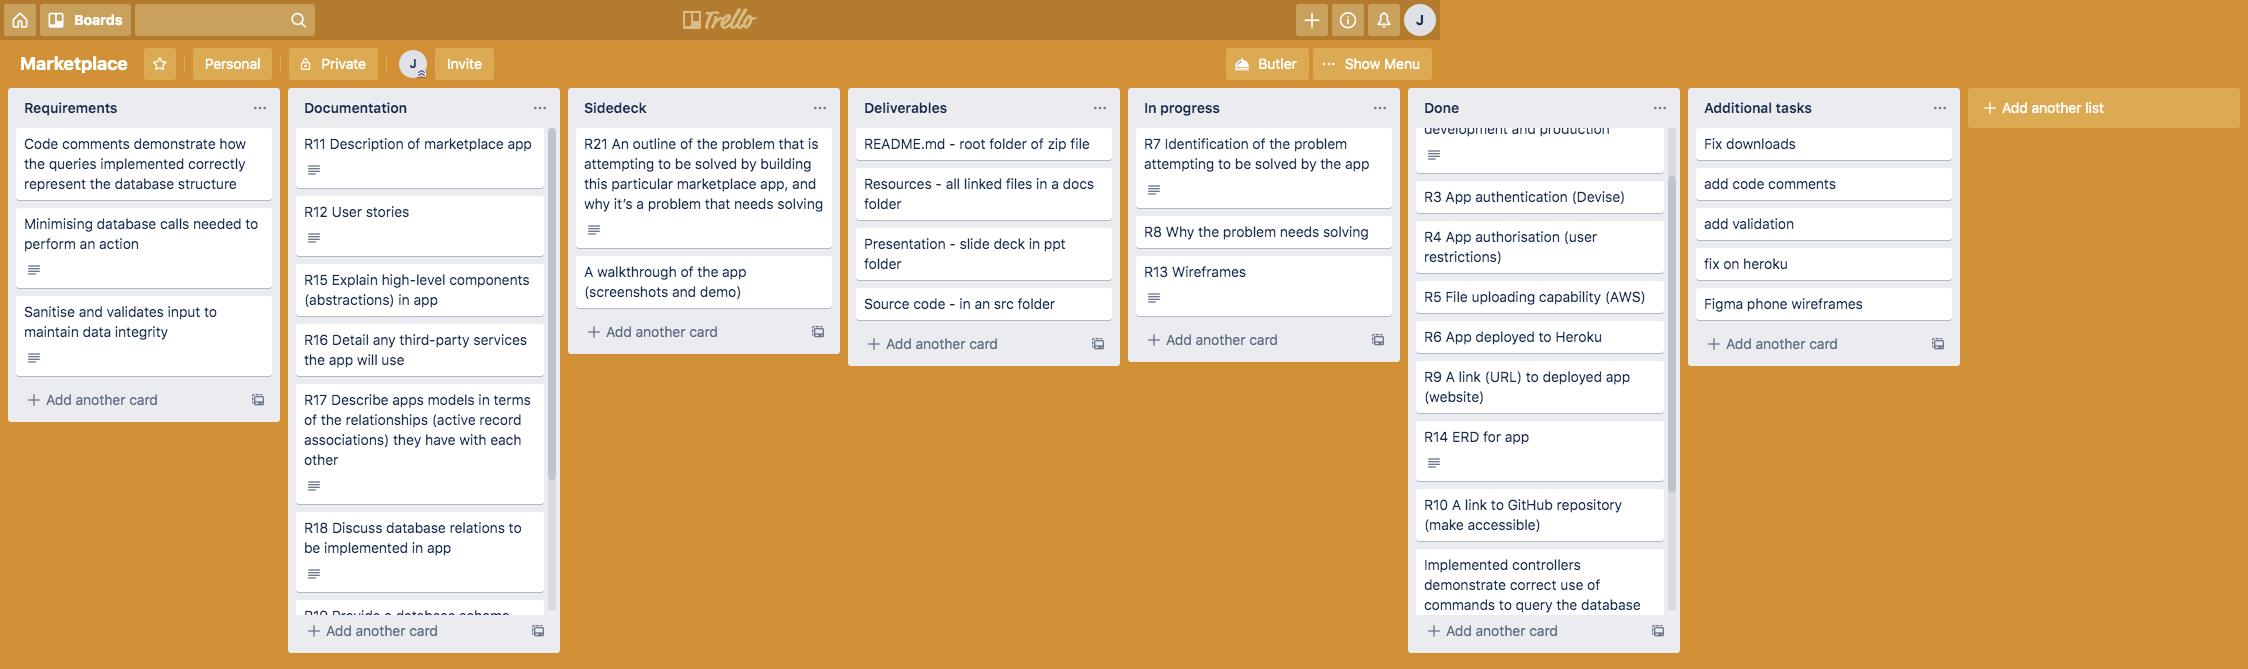 Boards
Trello
J
Marketplace
Personal
Private
J
Invite
Butler
Show Menu
Requirements
Code comments demonstrate how
the queries implemented correctly
represent the database structure
Minimising database calls needed to
perform an action
Sanitise and validates input to
maintain data integrity
Add another card
Documentation
R11 Description of marketplace app
R12 User stories
R15 Explain high-level components
(abstractions) in app
R16 Detail any third-party services
the app will use
R17 Describe apps models in terms
of the relationships (active record
associations) they have with each
other
R18 Discuss database relations to
be implemented in app
R19 Provide a database schema
Add another card
Sidedeck
R21 An outline of the problem that is
attempting to be solved by building
this particular marketplace app, and
why it's a problem that needs solving
A walkthrough of the app
(screenshots and demo)
Add another card
Deliverables
README.md - root folder of zip file
Resources - all linked files in a docs
folder
Presentation - slide deck in ppt
folder
Source code - in an src folder
Add another card
In progress
R7 Identification of the problem
attempting to be solved by the app
R8 Why the problem needs solving
R13 Wireframes
Add another card
Done
development and production
R3 App authentication (Devise)
R4 App authorisation (user
restrictions)
R5 File uploading capability (AWS)
R6 App deployed to Heroku
R9 A link (URL) to deployed app
(website)
R14 ERD for app
R10 A link to GitHub repository
(make accessible)
Implemented controllers
demonstrate correct use of
commands to query the database
Add another card
Additional tasks
Fix downloads
add code comments
add validation
fix on heroku
Figma phone wireframes
Add another card
Add another list